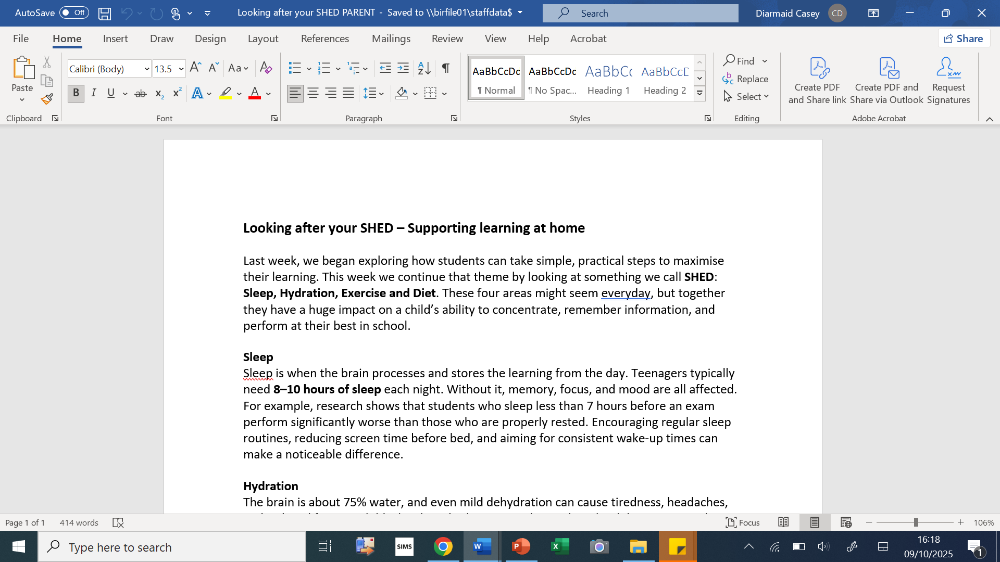 AutoSave Off
Looking after your SHED PARENT - Saved to \\birfile01\staffdata$
Search
Diarmaid Casey CD
File Home Insert Draw Design Layout References Mailings Review View Help Acrobat
Share
Paste
Calibri (Body) 13.5
Aa
B I U ab x₂ x² A A
AaBbCcDc AaBbCcDc AaBbC AaBbCcD
¶ Normal ¶ No Spac... Heading 1 Heading 2
Find
Replace
Select
Create PDF and Share link
Create PDF and Share via Outlook
Request Signatures
Clipboard Font Paragraph Styles Editing Adobe Acrobat
Looking after your SHED – Supporting learning at home
Last week, we began exploring how students can take simple, practical steps to maximise
their learning. This week we continue that theme by looking at something we call SHED:
Sleep, Hydration, Exercise and Diet. These four areas might seem everyday, but together
they have a huge impact on a child’s ability to concentrate, remember information, and
perform at their best in school.
Sleep
Sleep is when the brain processes and stores the learning from the day. Teenagers typically
need 8–10 hours of sleep each night. Without it, memory, focus, and mood are all affected.
For example, research shows that students who sleep less than 7 hours before an exam
perform significantly worse than those who are properly rested. Encouraging regular sleep
routines, reducing screen time before bed, and aiming for consistent wake-up times can
make a noticeable difference.
Hydration
The brain is about 75% water, and even mild dehydration can cause tiredness, headaches,
Page 1 of 1 414 words
Focus
106%
Type here to search
SIMS
16:18
09/10/2025
1